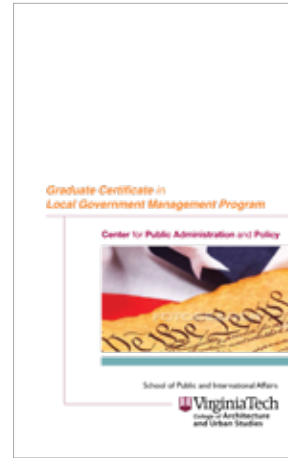 Graduate Certificate in
Local Government Management Program
Center for Public Administration and Policy
We the People
School of Public and International Affairs
VirginiaTech
College of Architecture
and Urban Studies